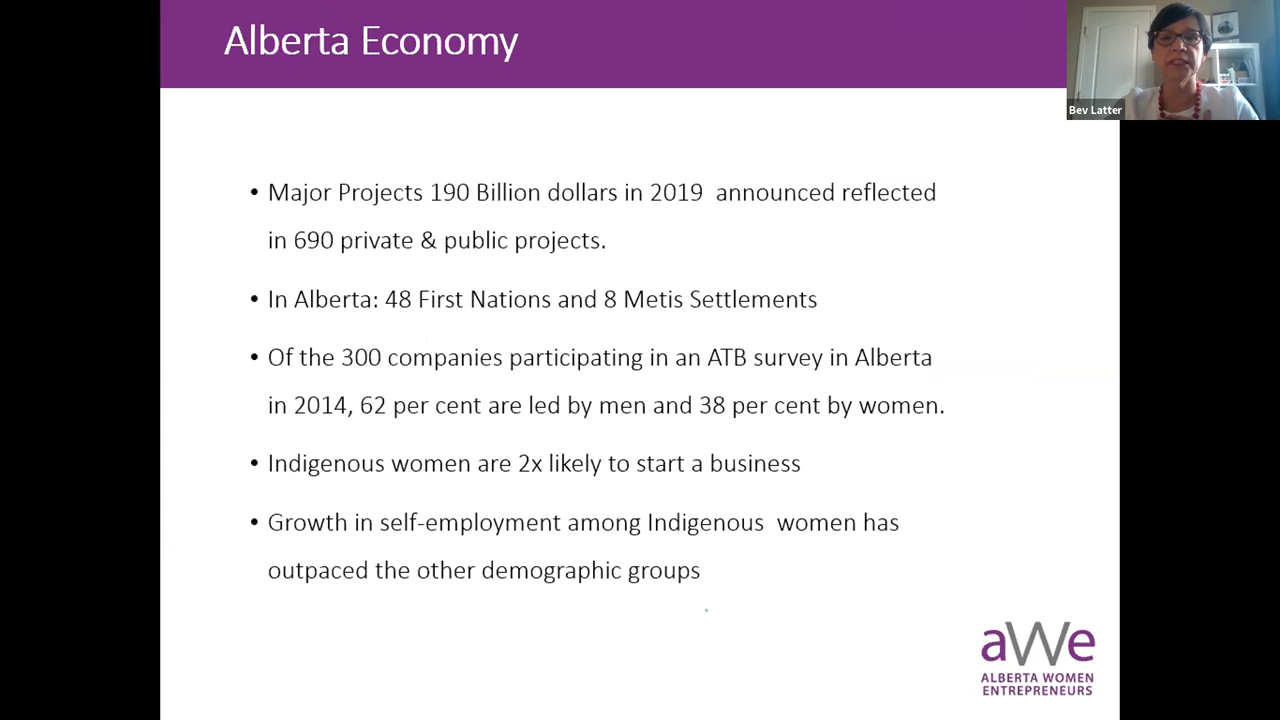 Alberta Economy
Bev Latter
• Major Projects 190 Billion dollars in 2019  announced reflected
in 690 private & public projects.
• In Alberta: 48 First Nations and 8 Metis Settlements
• Of the 300 companies participating in an ATB survey in Alberta
in 2014, 62 per cent are led by men and 38 per cent by women.
• Indigenous women are 2x likely to start a business
• Growth in self-employment among Indigenous  women has
outpaced the other demographic groups
aWe
ALBERTA WOMEN
ENTREPRENEURS